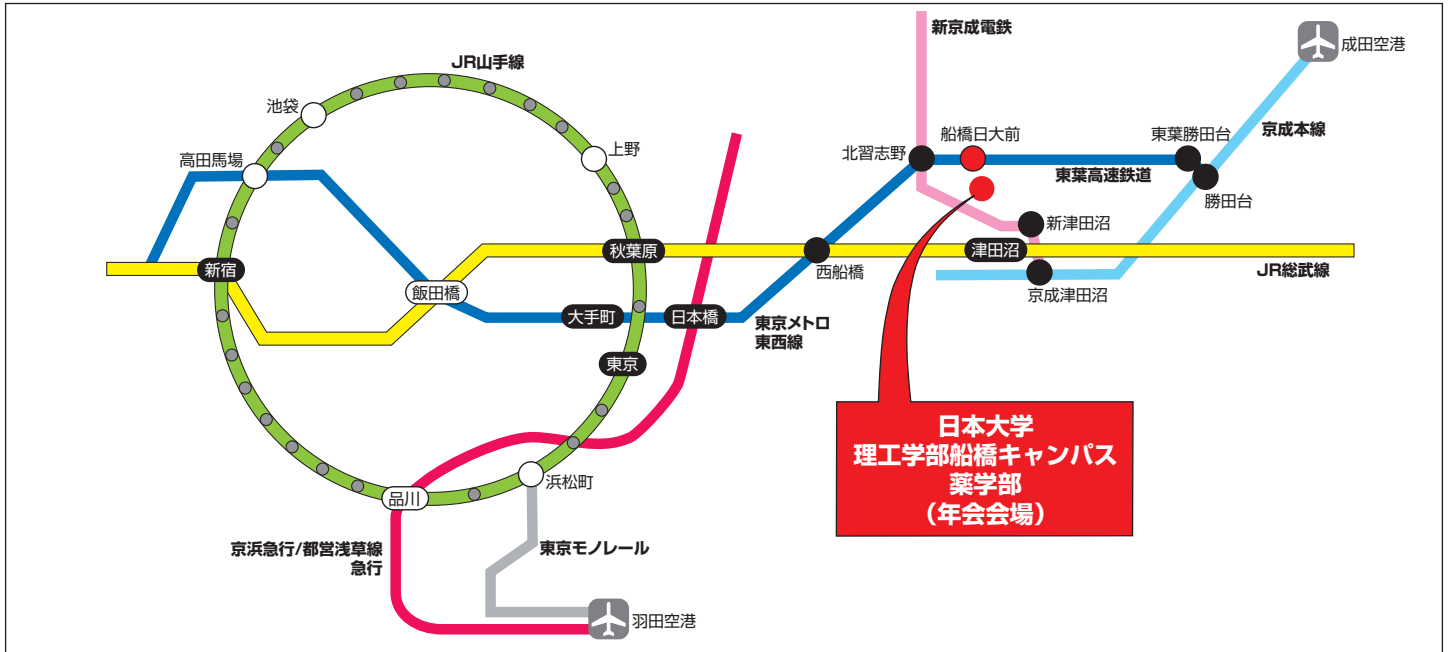 新京成電鉄
成田空港
JR山手線
池袋
船橋日大前
東葉勝田台
京成本線
高田馬場
上野
北習志野
東葉高速鉄道
勝田台
新津田沼
新宿
秋葉原
西船橋
津田沼
JR総武線
飯田橋
京成津田沼
大手町
日本橋
東京メトロ
東西線
東京
日本大学
理工学部船橋キャンパス
薬学部
（年会会場）
品川
浜松町
京浜急行/都営浅草線
急行
東京モノレール
羽田空港